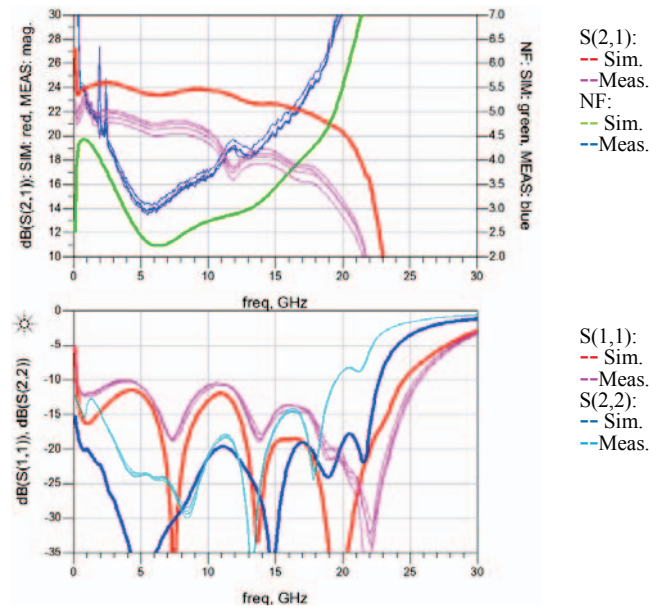 30
28
26
24
22
20
18
16
14
12
10
dB(S(2,1)): SIM: red, MEAS: mag.
7.0
6.5
6.0
5.5
5.0
4.5
4.0
3.5
3.0
2.5
2.0
NF: SIM:green, MEAS: blue
0 5 10 15 20 25 30
freq, GHz
S(2,1):
Sim.
Meas.
NF:
Sim.
Meas.
0
-5
-10
-15
-20
-25
-30
-35
dB(S(1,1)), dB(S(2,2))
0 5 10 15 20 25 30
freq, GHz
S(1,1):
Sim.
Meas.
S(2,2):
Sim.
Meas.